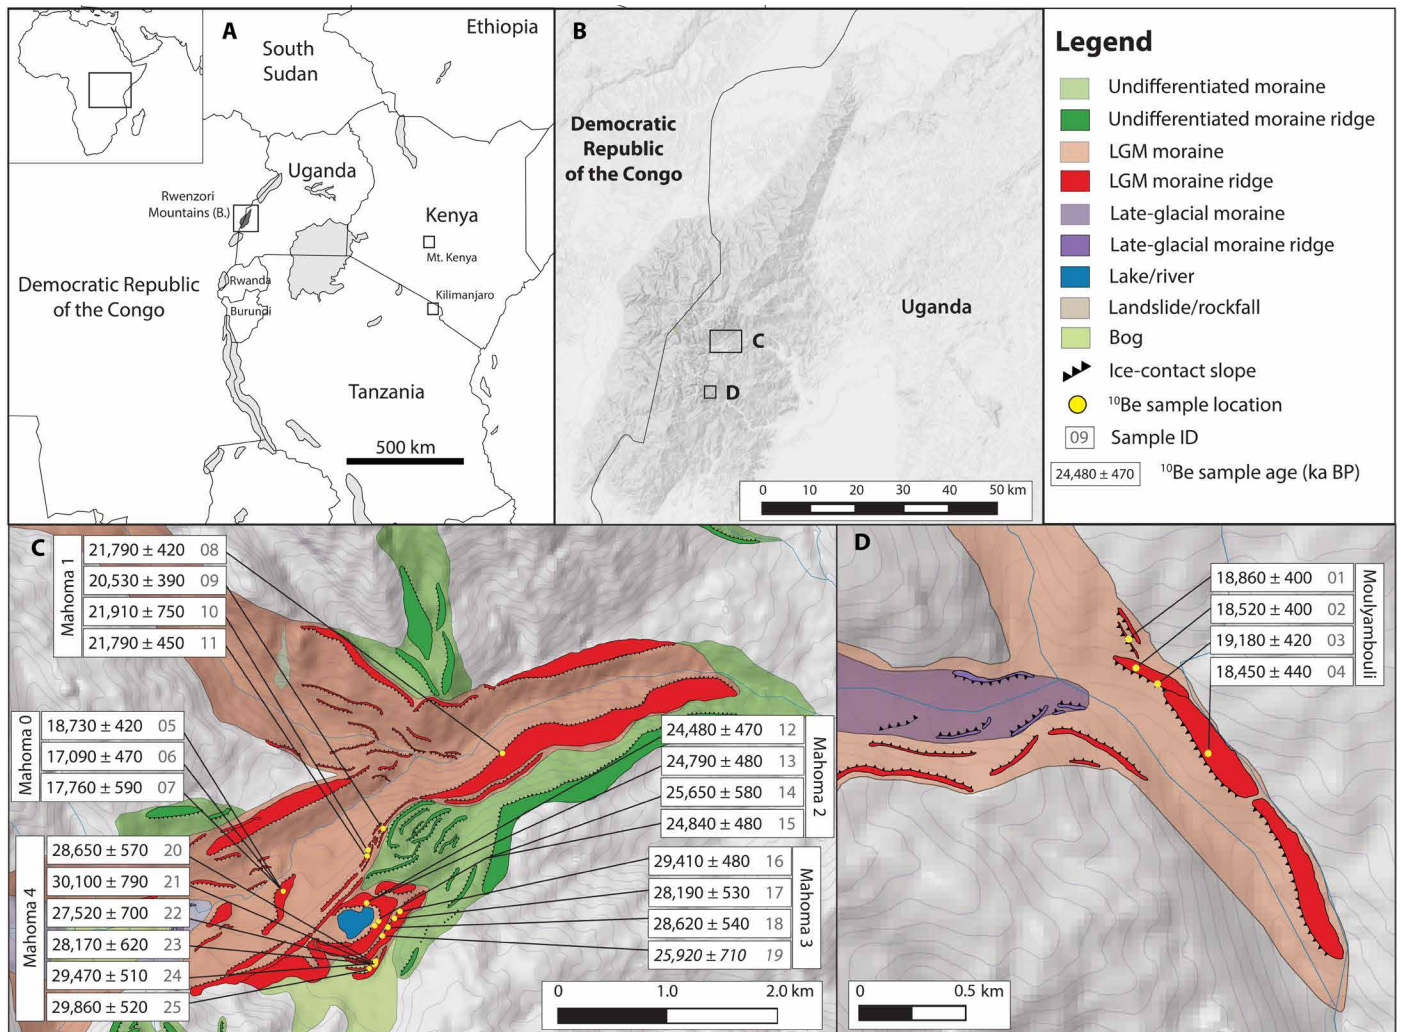 A
South
Sudan
Ethiopia
Uganda
Rwenzori
Mountains (B.)
Kenya
Mt. Kenya
Democratic Republic
of the Congo
Rwanda
Burundi
Kilimanjaro
Tanzania
500 km
B
Democratic
Republic
of the Congo
Uganda
C
D
0 10 20 30 40 50 km
Legend
Undifferentiated moraine
Undifferentiated moraine ridge
LGM moraine
LGM moraine ridge
Late-glacial moraine
Late-glacial moraine ridge
Lake/river
Landslide/rockfall
Bog
Ice-contact slope
¹⁰Be sample location
09 Sample ID
24,480 ± 470 ¹⁰Be sample age (ka BP)
C
Mahoma 1
21,790 ± 420 08
20,530 ± 390 09
21,910 ± 750 10
21,790 ± 450 11
Mahoma 0
18,730 ± 420 05
17,090 ± 470 06
17,760 ± 590 07
Mahoma 4
28,650 ± 570 20
30,100 ± 790 21
27,520 ± 700 22
28,170 ± 620 23
29,470 ± 510 24
29,860 ± 520 25
24,480 ± 470 12
24,790 ± 480 13
25,650 ± 580 14
24,840 ± 480 15
Mahoma 2
29,410 ± 480 16
28,190 ± 530 17
28,620 ± 540 18
25,920 ± 710 19
Mahoma 3
0 1.0 2.0 km
D
18,860 ± 400 01
18,520 ± 400 02
19,180 ± 420 03
18,450 ± 440 04
Moulyambouli
0 0.5 km